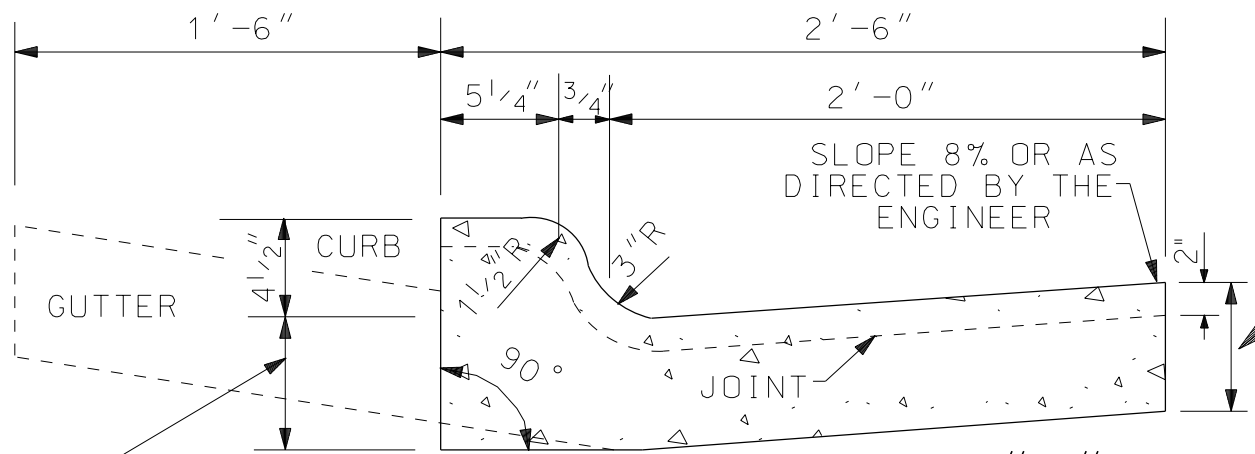 1'-6"
2'-6"
5 1/4"
3/4"
2'-0"
SLOPE 8% OR AS
DIRECTED BY THE
ENGINEER
CURB
4 1/2"
1 1/2"R
3"R
2"
GUTTER
90°
JOINT